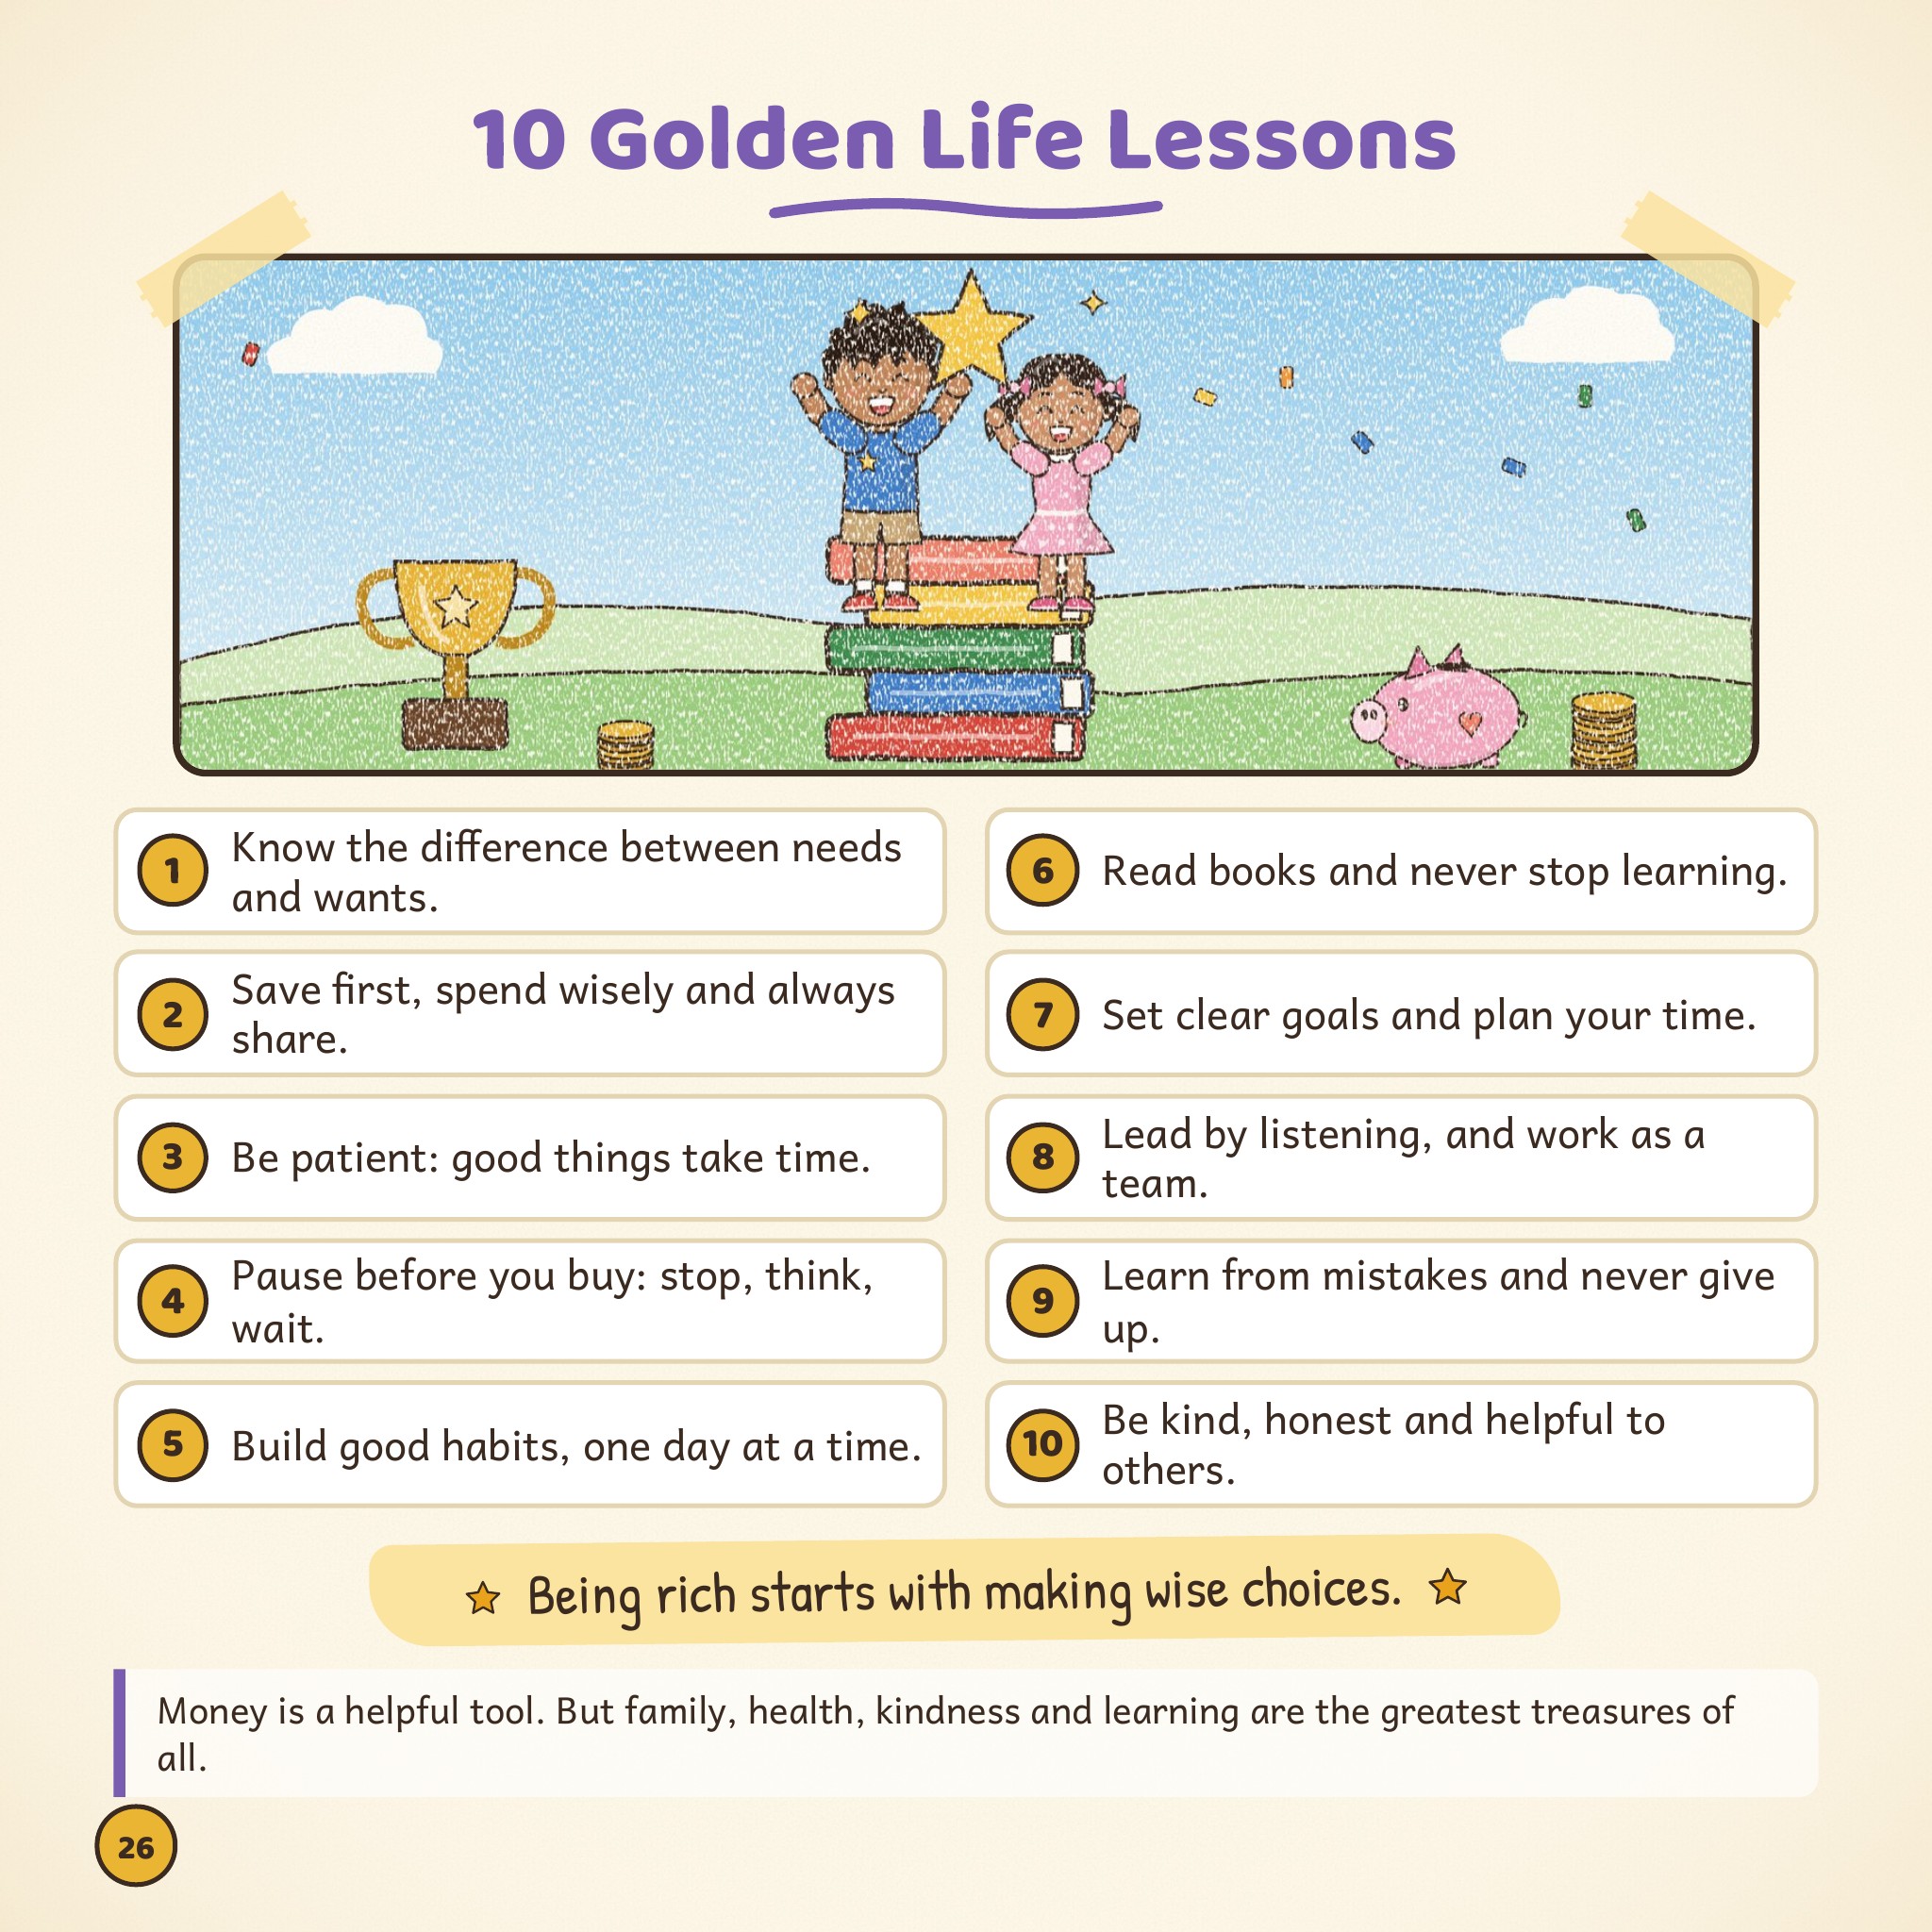 10 Golden Life Lessons
1
Know the difference between needs
and wants.
2
Save first, spend wisely and always
share.
3
Be patient: good things take time.
4
Pause before you buy: stop, think,
wait.
5
Build good habits, one day at a time.
6
Read books and never stop learning.
7
Set clear goals and plan your time.
8
Lead by listening, and work as a
team.
9
Learn from mistakes and never give
up.
10
Be kind, honest and helpful to
others.
Being rich starts with making wise choices.
Money is a helpful tool. But family, health, kindness and learning are the greatest treasures of
all.
26